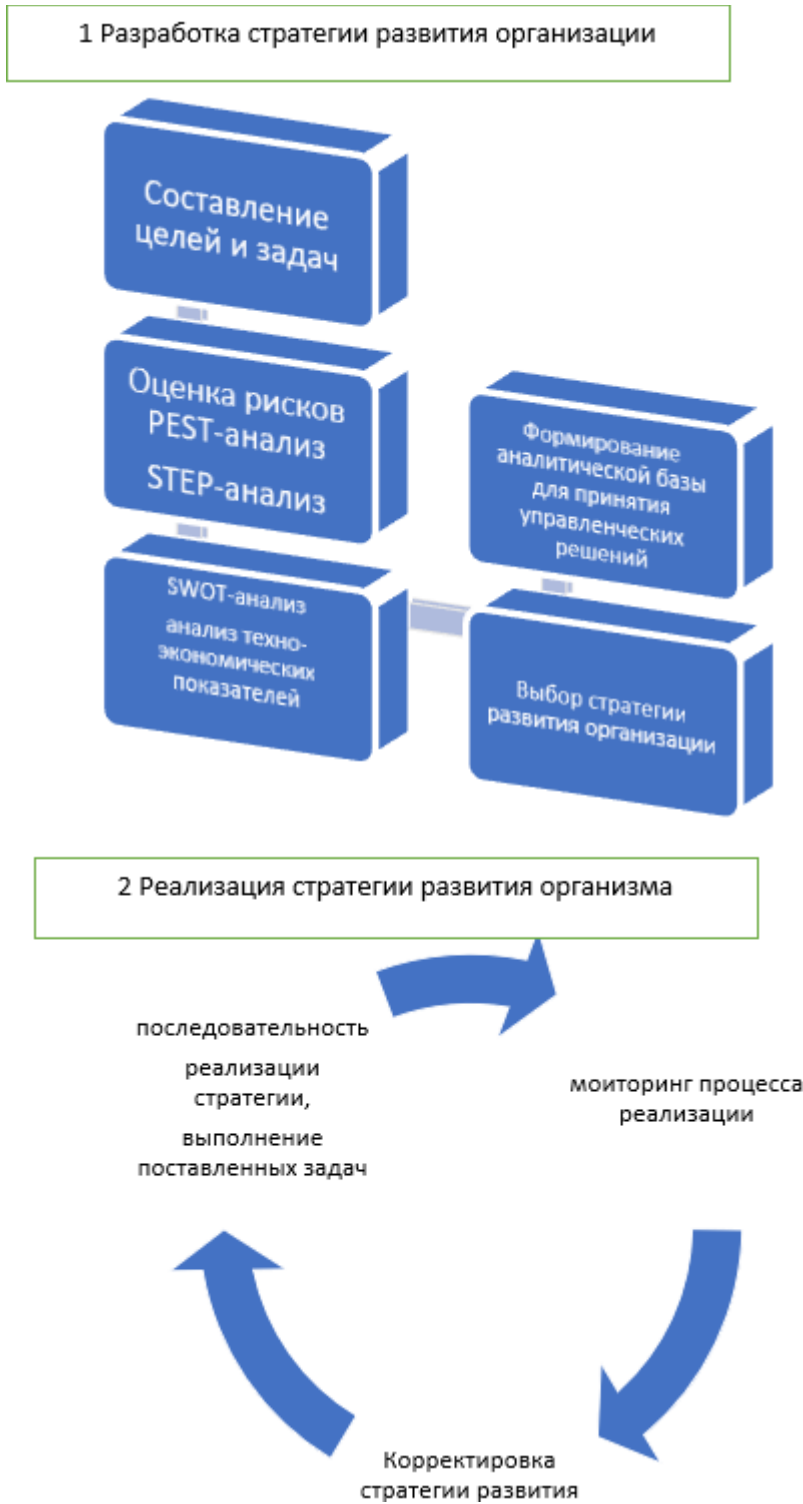 1 Разработка стратегии развития организации
Составление
целей и задач
Оценка рисков
PEST-анализ
STEP-анализ
SWOT-анализ
анализ техно-
экономических
показателей
Формирование
аналитической базы
для принятия
управленческих
решений
Выбор стратегии
развития организации
2 Реализация стратегии развития организма
последовательность
реализации
стратегии,
выполнение
поставленных задач
моиторинг процесса
реализации
Корректировка
стратегии развития